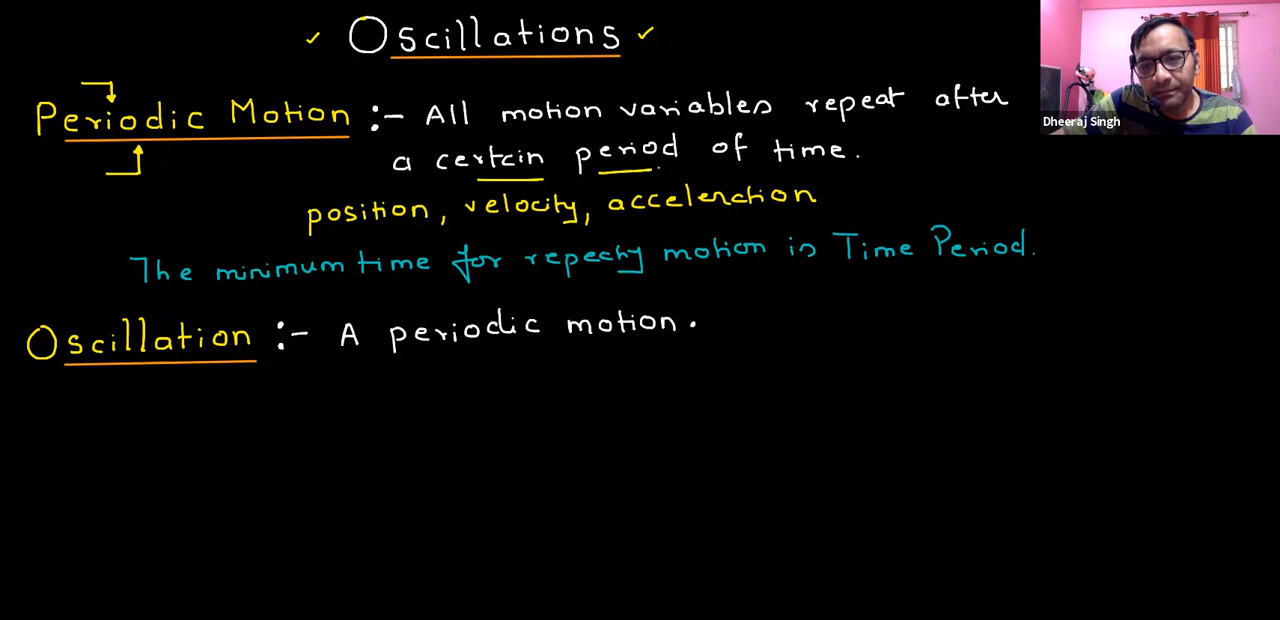 ✓ Oscillations ✓
Periodic Motion :- All motion variables repeat after
a certain period of time.
position, velocity, acceleration
The minimum time for repeating motion is Time Period.
Oscillation :- A periodic motion.
Dheeraj Singh